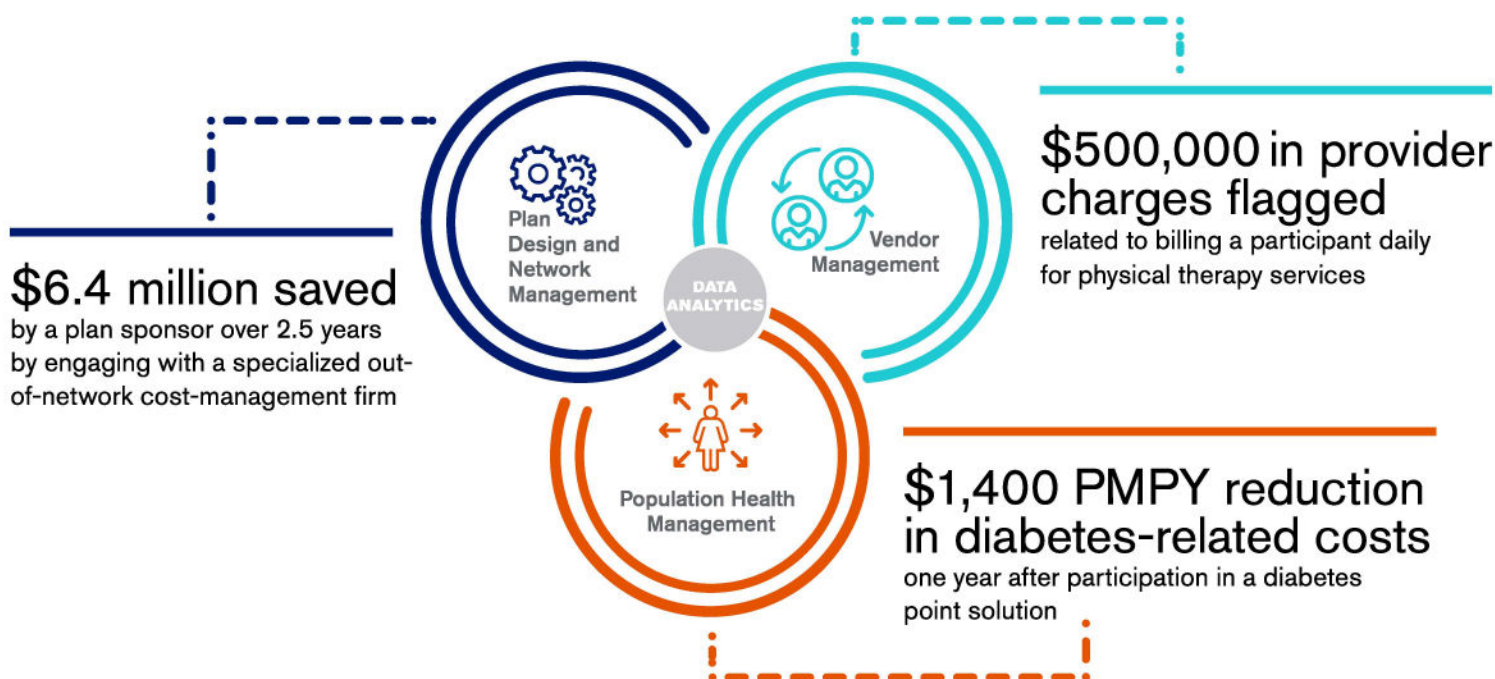 $6.4 million saved
by a plan sponsor over 2.5 years
by engaging with a specialized out-
of-network cost-management firm
Plan
Design and
Network
Management
DATA
ANALYTICS
Vendor
Management
$500,000 in provider
charges flagged
related to billing a participant daily
for physical therapy services
Population Health
Management
$1,400 PMPY reduction
in diabetes-related costs
one year after participation in a diabetes
point solution